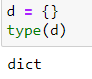 d = {}
type(d)
dict